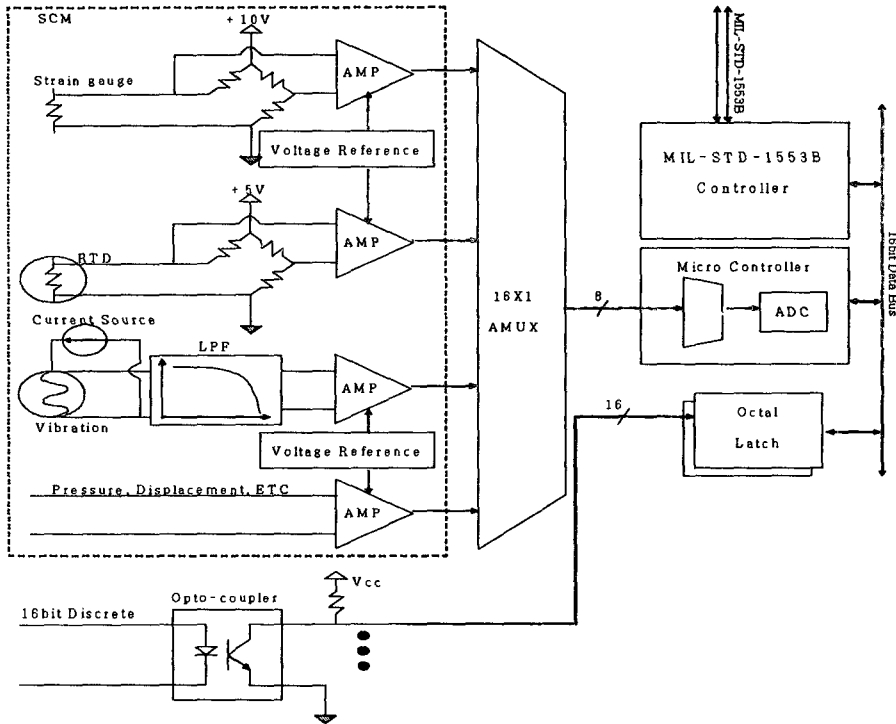 SCM
+10V
Strain gauge
AMP
Voltage Reference
+5V
RTD
AMP
Current Source
LPF
Vibration
AMP
Voltage Reference
Pressure, Displacement, ETC
AMP
16X1
AMUX
Opto-coupler
Vcc
16bit Discrete
MIL-STD-1553B
MIL-STD-1553B
Controller
16bit Data Bus
Micro Controller
8
ADC
16
Octal
Latch